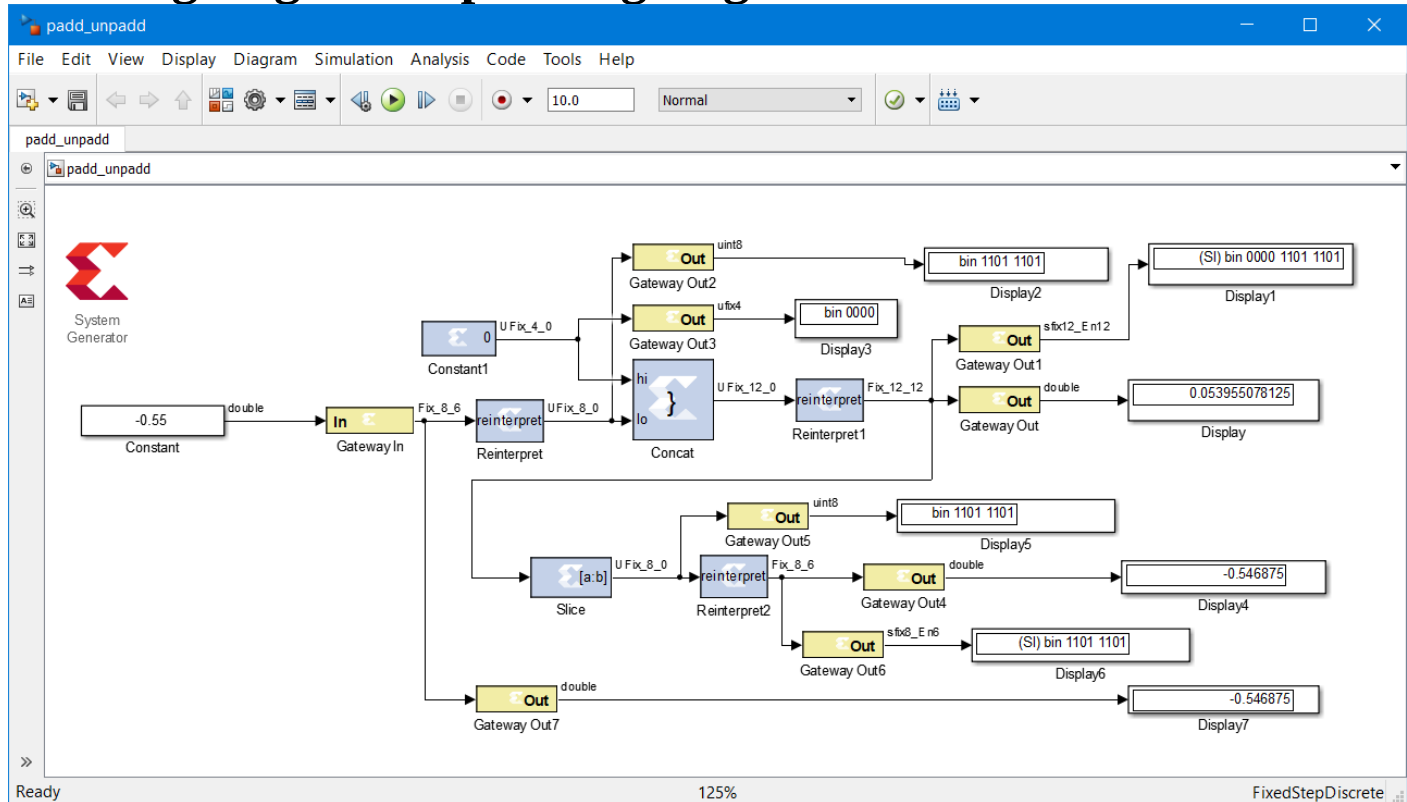 padd_unpadd
File Edit View Display Diagram Simulation Analysis Code Tools Help
10.0
Normal
padd_unpadd
padd_unpadd
System
Generator
0
UFix_4_0
Constant1
Out
uint8
Gateway Out2
bin 1101 1101
Display2
(SI) bin 0000 1101 1101
Display1
Out
ufix4
Gateway Out3
bin 0000
Display3
Out
sfix12_En12
Gateway Out1
-0.55
Constant
double
In
Gateway In
Fix_8_6
reinterpret
Reinterpret
UFix_8_0
hi
lo
}
Concat
UFix_12_0
reinterpret
Reinterpret1
Fix_12_12
Out
double
Gateway Out
0.053955078125
Display
Out
uint8
Gateway Out5
bin 1101 1101
Display5
[a:b]
Slice
UFix_8_0
reinterpret
Reinterpret2
Fix_8_6
Out
double
Gateway Out4
-0.546875
Display4
Out
sfix8_En6
Gateway Out6
(SI) bin 1101 1101
Display6
Out
double
Gateway Out7
-0.546875
Display7
Ready
125%
FixedStepDiscrete